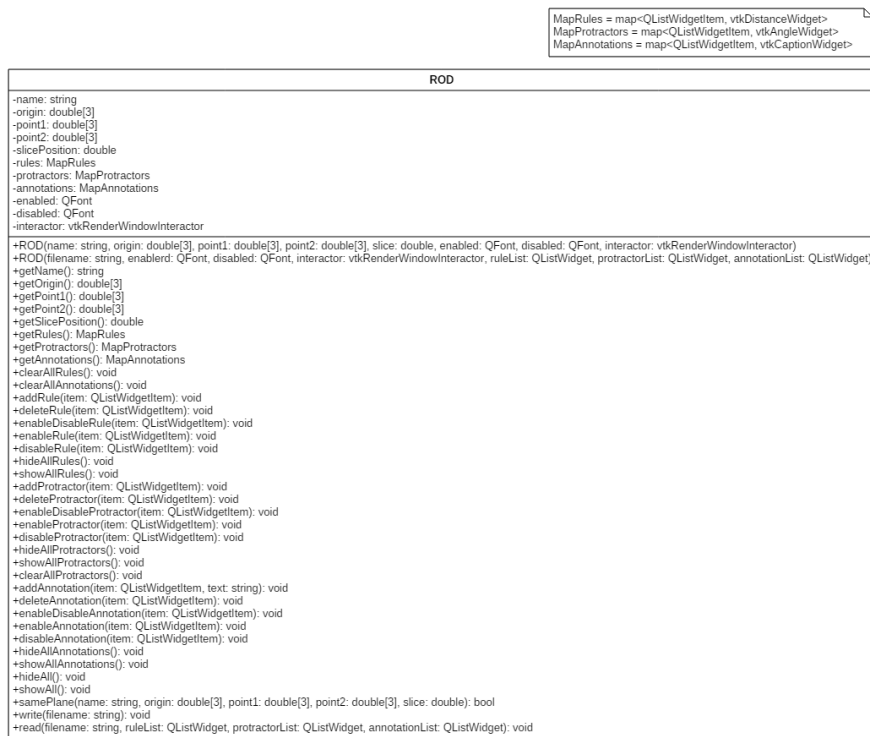 MapRules = map<QListWidgetItem, vtkDistanceWidget>
MapProtractors = map<QListWidgetItem, vtkAngleWidget>
MapAnnotations = map<QListWidgetItem, vtkCaptionWidget>
ROD
-name: string
-origin: double[3]
-point1: double[3]
-point2: double[3]
-slicePosition: double
-rules: MapRules
-protractors: MapProtractors
-annotations: MapAnnotations
-enabled: QFont
-disabled: QFont
-interactor: vtkRenderWindowInteractor
+ROD(name: string, origin: double[3], point1: double[3], point2: double[3], slice: double, enabled: QFont, disabled: QFont, interactor: vtkRenderWindowInteractor)
+ROD(filename: string, enablerd: QFont, disabled: QFont, interactor: vtkRenderWindowInteractor, ruleList: QListWidget, protractorList: QListWidget, annotationList: QListWidget)
+getName(): string
+getOrigin(): double[3]
+getPoint1(): double[3]
+getPoint2(): double[3]
+getSlicePosition(): double
+getRules(): MapRules
+getProtractors(): MapProtractors
+getAnnotations(): MapAnnotations
+clearAllRules(): void
+clearAllAnnotations(): void
+addRule(item: QListWidgetItem): void
+deleteRule(item: QListWidgetItem): void
+enableDisableRule(item: QListWidgetItem): void
+enableRule(item: QListWidgetItem): void
+disableRule(item: QListWidgetItem): void
+hideAllRules(): void
+showAllRules(): void
+addProtractor(item: QListWidgetItem): void
+deleteProtractor(item: QListWidgetItem): void
+enableDisableProtractor(item: QListWidgetItem): void
+enableProtractor(item: QListWidgetItem): void
+disableProtractor(item: QListWidgetItem): void
+hideAllProtractors(): void
+showAllProtractors(): void
+clearAllProtractors(): void
+addAnnotation(item: QListWidgetItem, text: string): void
+deleteAnnotation(item: QListWidgetItem): void
+enableDisableAnnotation(item: QListWidgetItem): void
+enableAnnotation(item: QListWidgetItem): void
+disableAnnotation(item: QListWidgetItem): void
+hideAllAnnotations(): void
+showAllAnnotations(): void
+hideAll(): void
+showAll(): void
+samePlane(name: string, origin: double[3], point1: double[3], point2: double[3], slice: double): bool
+write(filename: string): void
+read(filename: string, ruleList: QListWidget, protractorList: QListWidget, annotationList: QListWidget): void